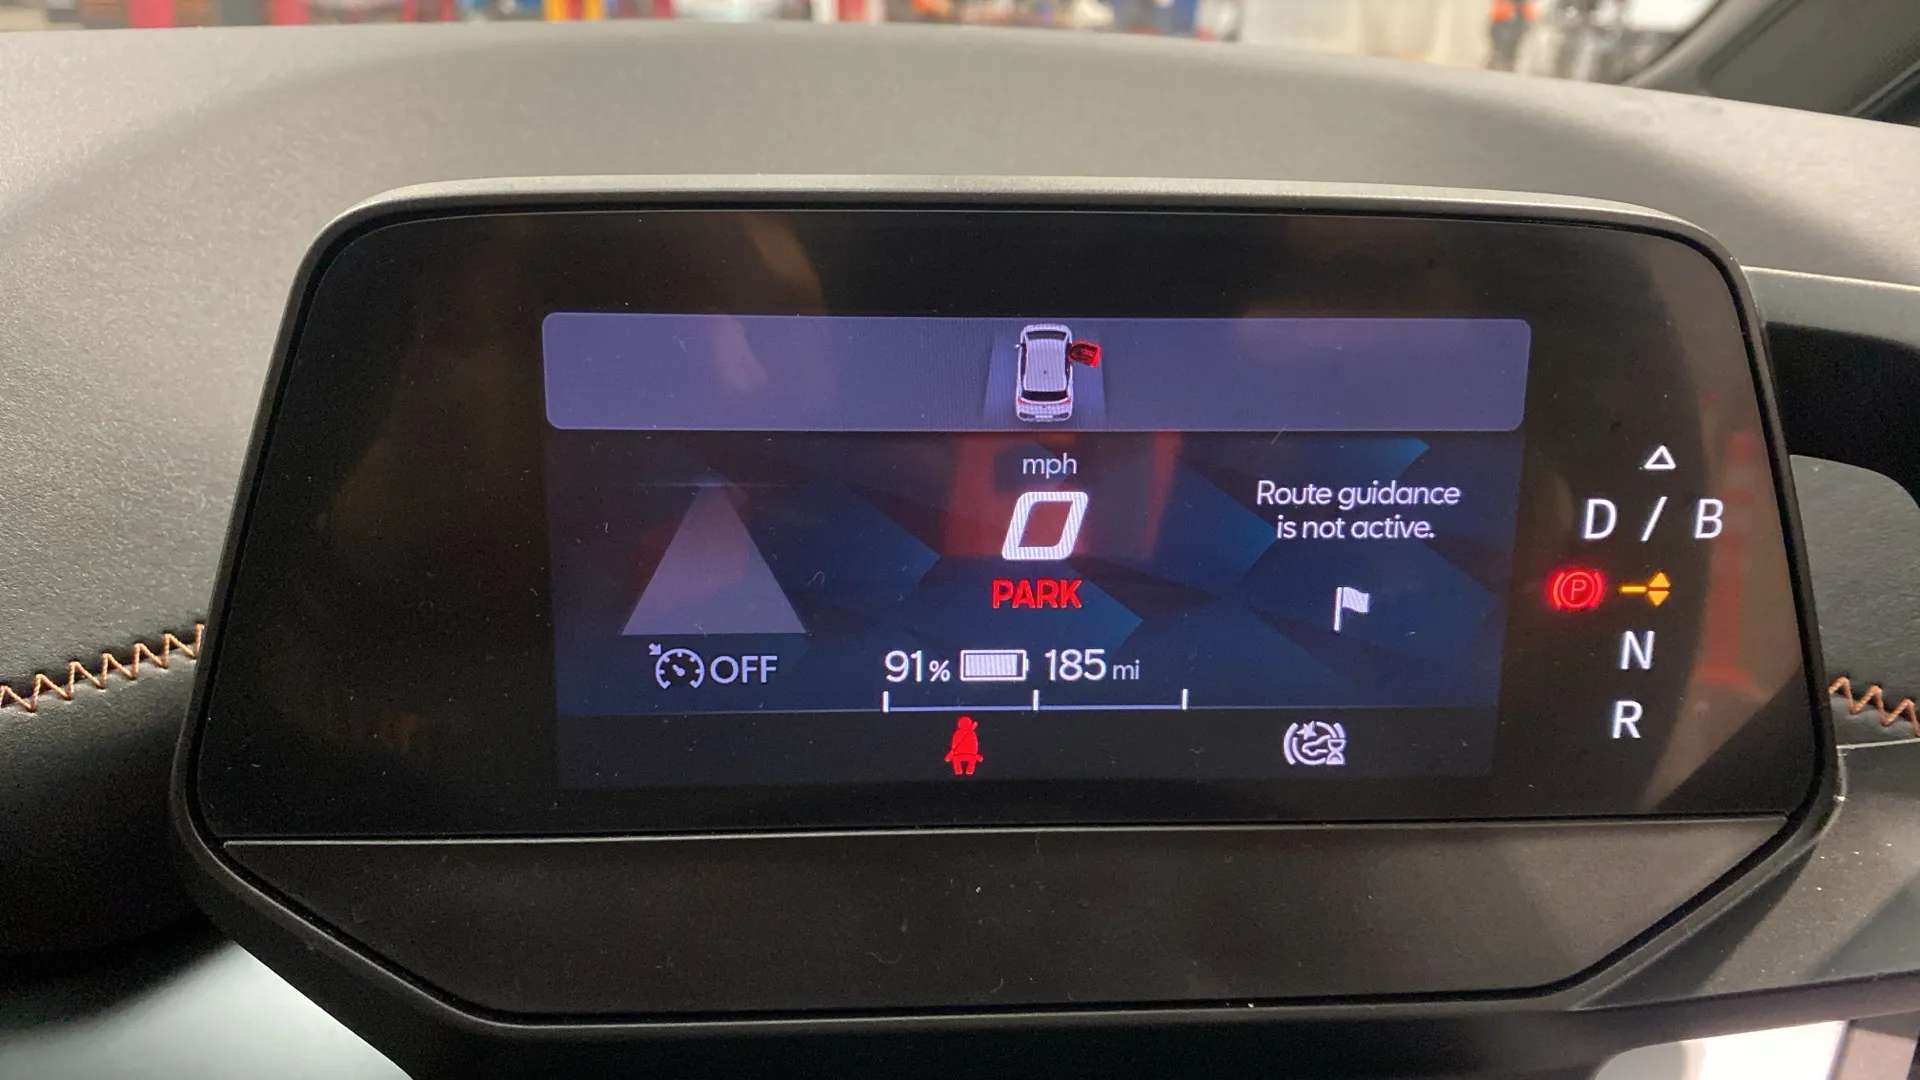 mph
0
PARK
Route guidance
is not active.
OFF
91% 185 mi
D / B
P
N
R